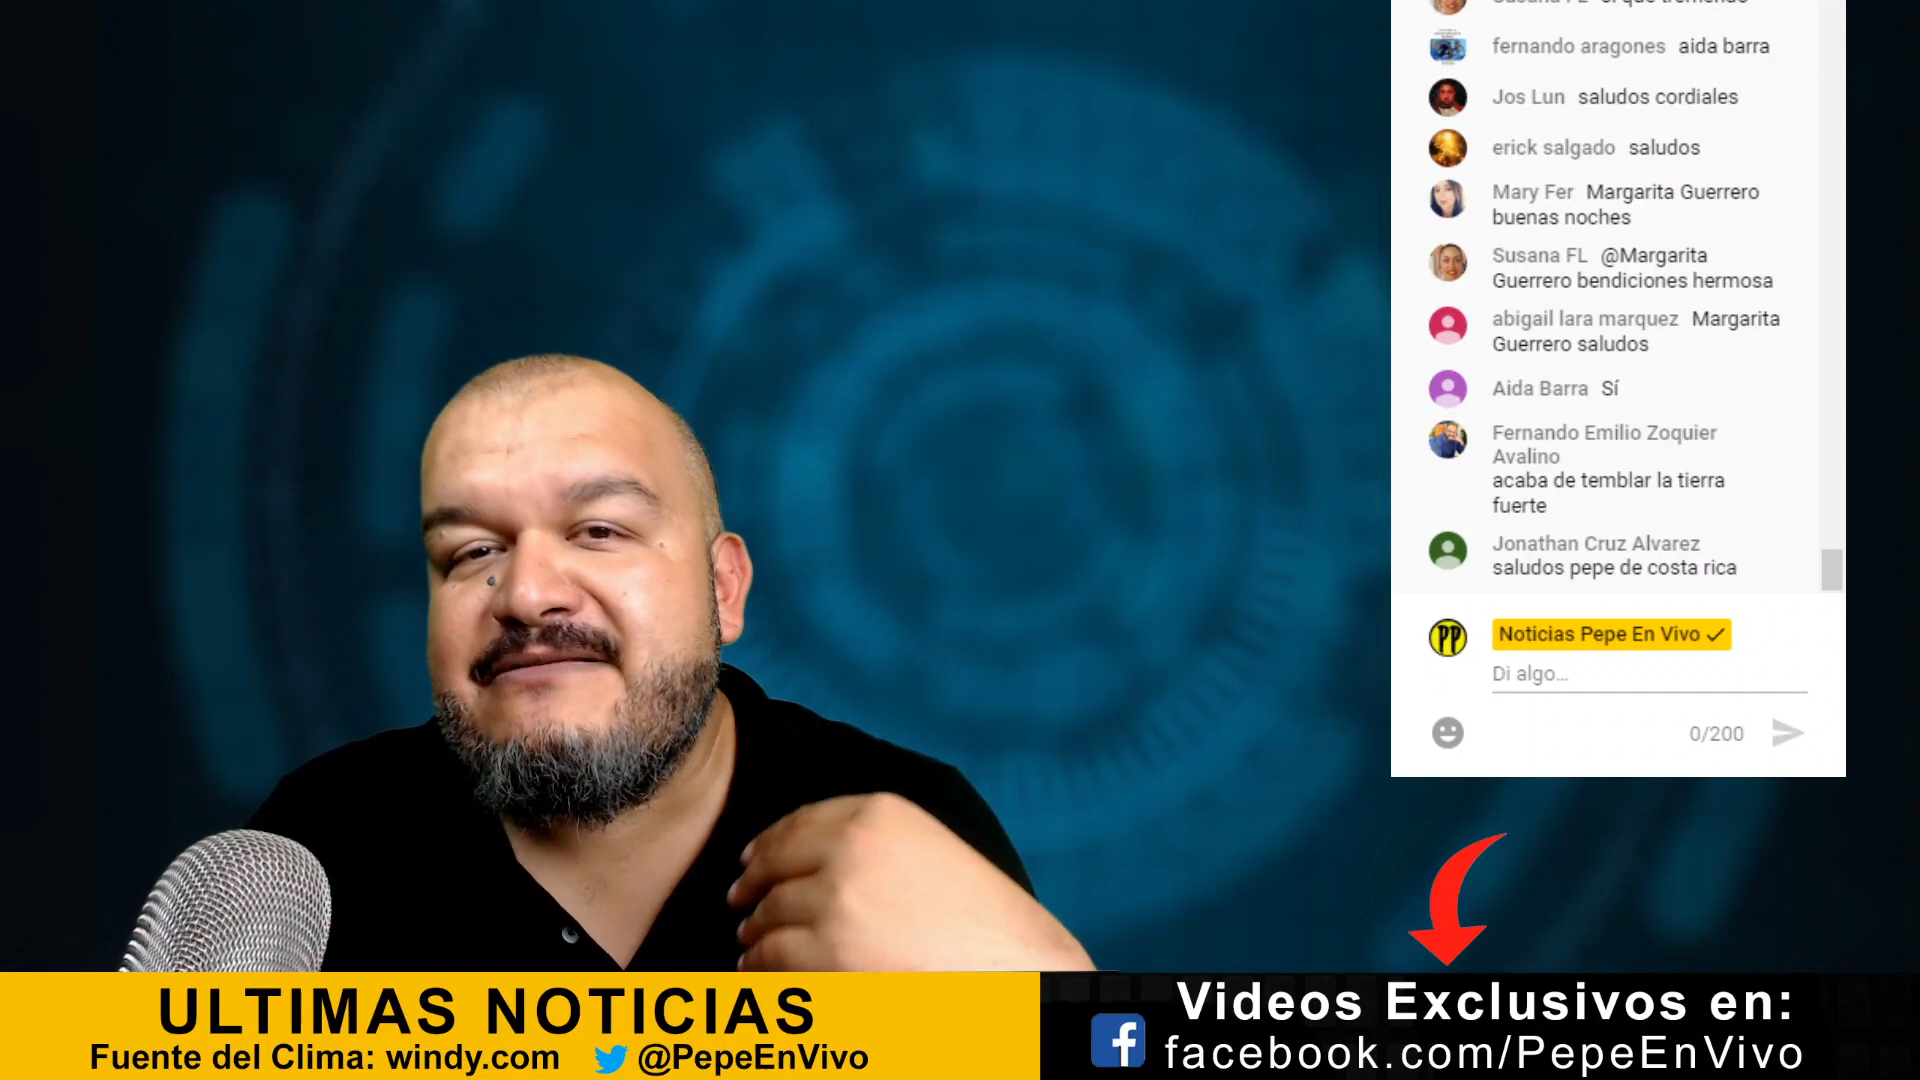 fernando aragones aida barra
Jos Lun saludos cordiales
erick salgado saludos
Mary Fer Margarita Guerrero
buenas noches
Susana FL @Margarita
Guerrero bendiciones hermosa
abigail lara marquez Margarita
Guerrero saludos
Aida Barra Sí
Fernando Emilio Zoquier
Avalino
acaba de temblar la tierra
fuerte
Jonathan Cruz Alvarez
saludos pepe de costa rica
PP
Noticias Pepe En Vivo
Di algo...
0/200
ULTIMAS NOTICIAS
Fuente del Clima: windy.com @PepeEnVivo
Videos Exclusivos en:
facebook.com/PepeEnVivo